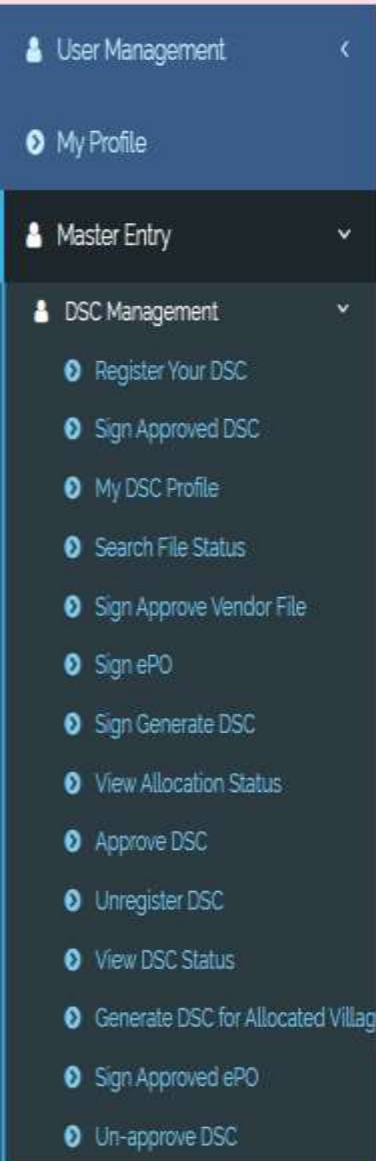 User Management
My Profile
Master Entry
DSC Management
Register Your DSC
Sign Approved DSC
My DSC Profile
Search File Status
Sign Approve Vendor File
Sign ePO
Sign Generate DSC
View Allocation Status
Approve DSC
Unregister DSC
View DSC Status
Generate DSC for Allocated Villag
Sign Approved ePO
Un-approve DSC